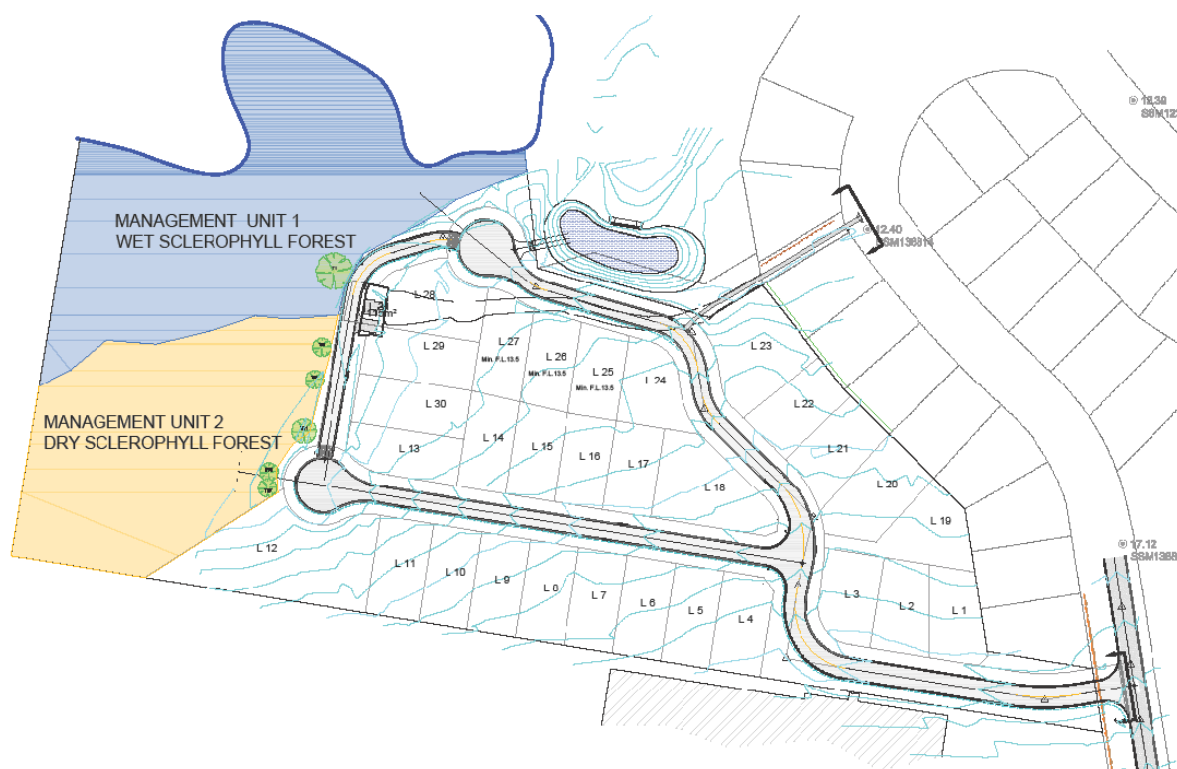 12.39
MANAGEMENT UNIT 1
WET SCLEROPHYLL FOREST
12.40
L 28
L 29
L 27
Min. F.L.13.5
L 26
Min. F.L.13.5
L 25
Min. F.L.13.5
L 24
L 23
L 30
L 22
MANAGEMENT UNIT 2
DRY SCLEROPHYLL FOREST
L 13
L 14
L 15
L 16
L 17
L 18
L 21
L 20
L 19
17.12
L 12
L 11
L 10
L 9
L 7
L 6
L 5
L 4
L 3
L 2
L 1